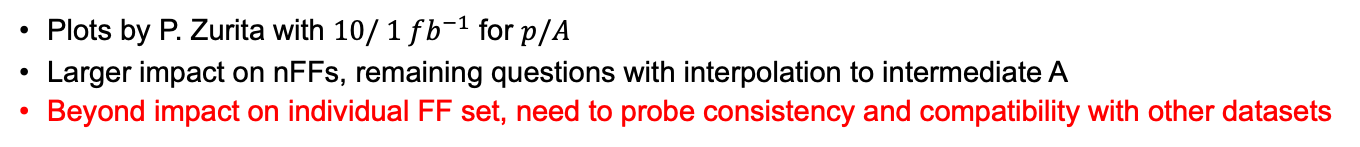 • Plots by P. Zurita with 10/ 1 fb⁻¹ for p/A
• Larger impact on nFFs, remaining questions with interpolation to intermediate A
• Beyond impact on individual FF set, need to probe consistency and compatibility with other datasets